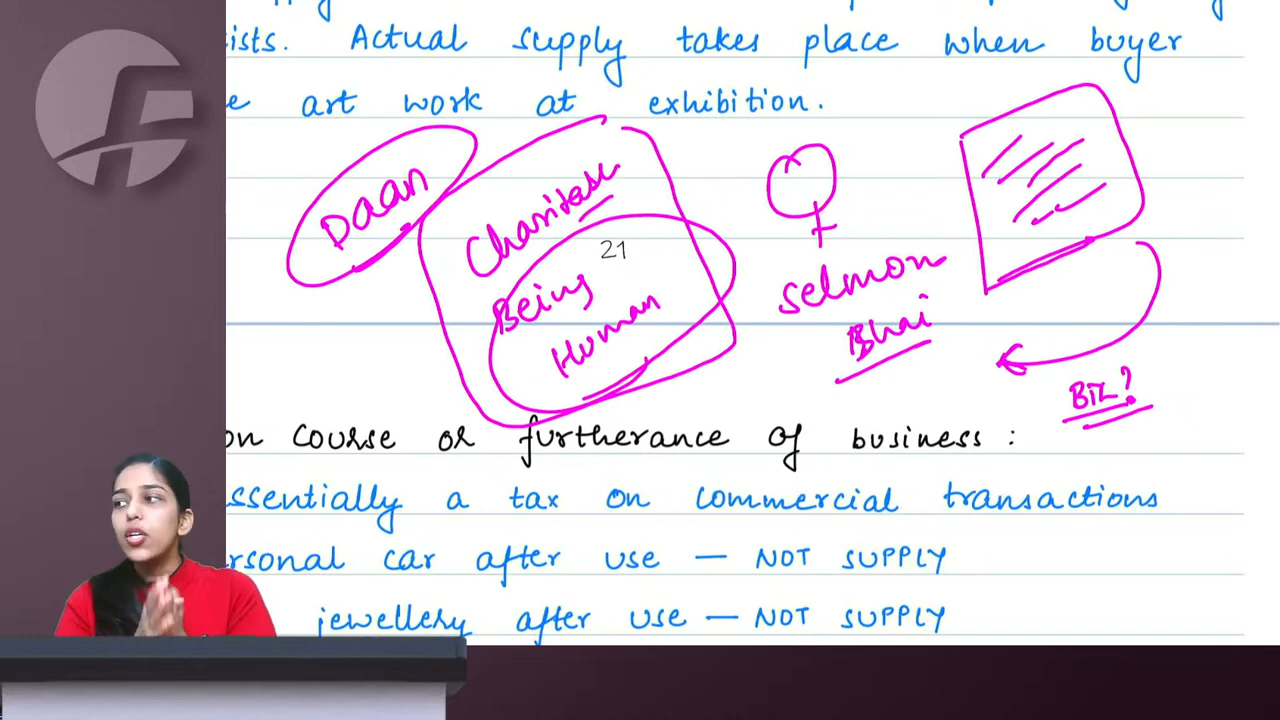 ists. Actual supply takes place when buyer
e art work at exhibition.
Daan
Charitable
Being
Human
21
Selmon
Bhai
BIZ?
on course or furtherance of business :
ssentially a tax on commercial transactions
rsonal car after use — NOT SUPPLY
jewellery after use — NOT SUPPLY